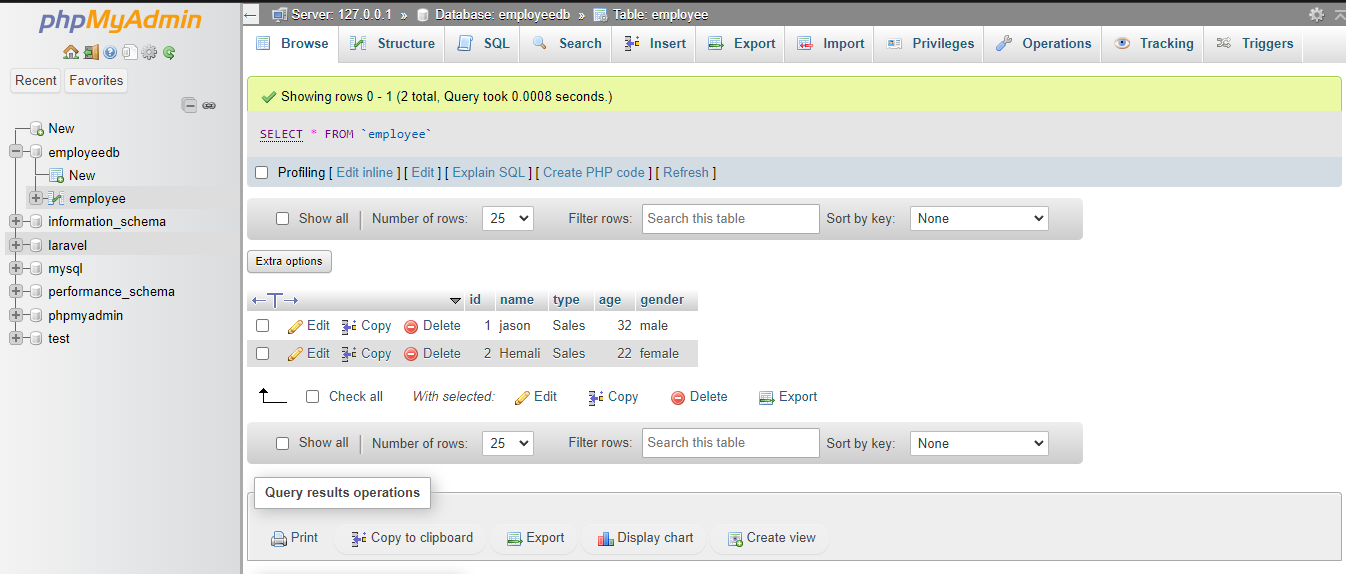 phpMyAdmin
Recent Favorites
New
employeedb
New
employee
information_schema
laravel
mysql
performance_schema
phpmyadmin
test
Server: 127.0.0.1 » Database: employeedb » Table: employee
Browse Structure SQL Search Insert Export Import Privileges Operations Tracking Triggers
Showing rows 0 - 1 (2 total, Query took 0.0008 seconds.)
SELECT * FROM `employee`
Profiling [ Edit inline ] [ Edit ] [ Explain SQL ] [ Create PHP code ] [ Refresh ]
Show all Number of rows: 25 Filter rows: Search this table Sort by key: None
Extra options
id name type age gender
Edit Copy Delete 1 jason Sales 32 male
Edit Copy Delete 2 Hemali Sales 22 female
Check all With selected: Edit Copy Delete Export
Show all Number of rows: 25 Filter rows: Search this table Sort by key: None
Query results operations
Print Copy to clipboard Export Display chart Create view